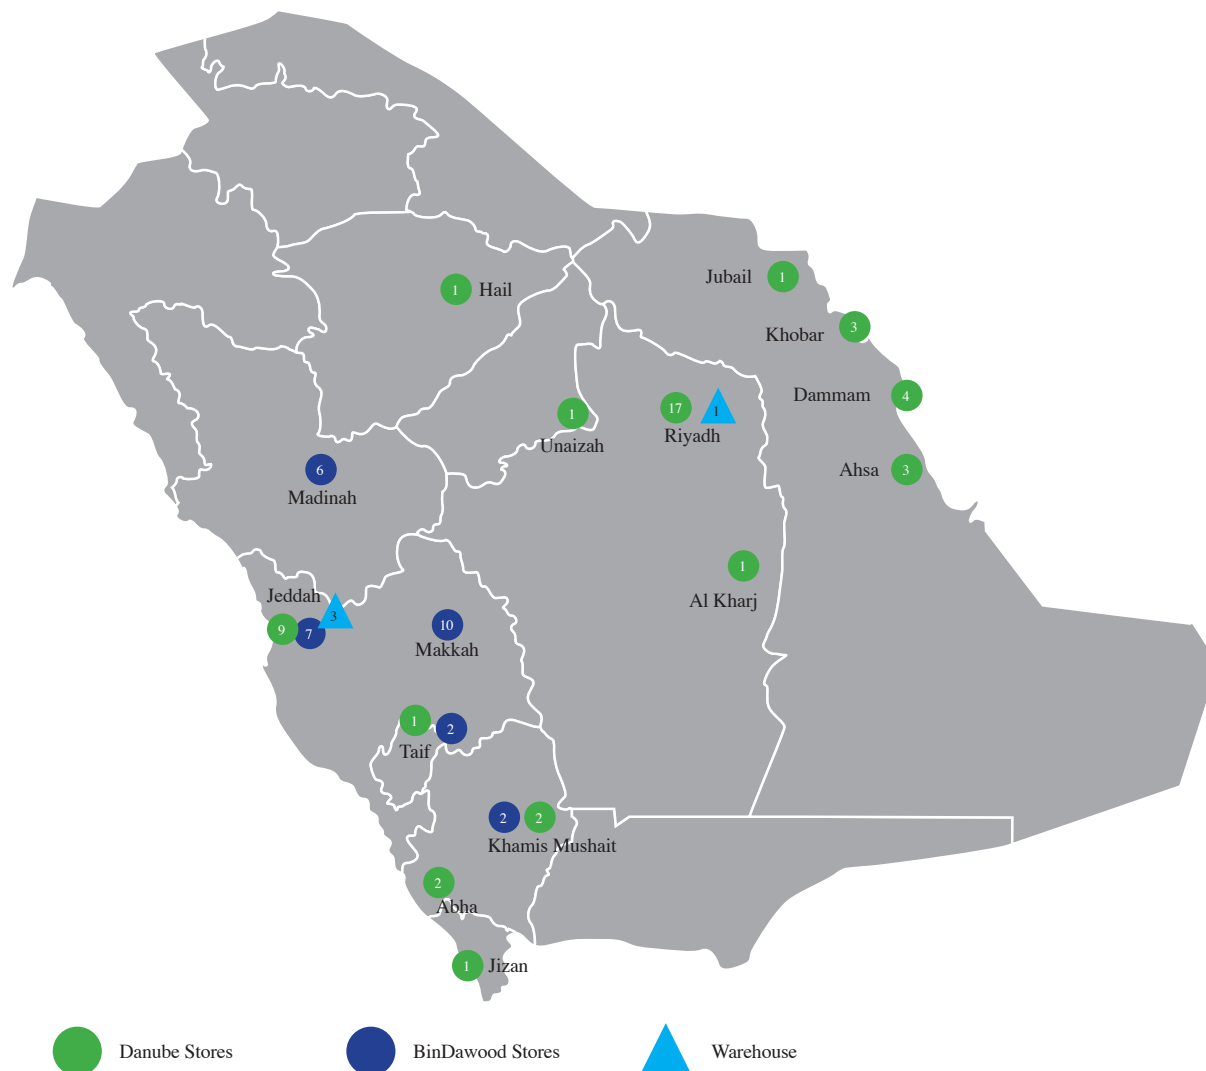 Jubail
1
1
Hail
3
Khobar
Dammam
4
17
1
1
Riyadh
Unaizah
6
Ahsa
3
Madinah
1
Jeddah
Al Kharj
3
9
7
10
Makkah
1
2
Taif
2
2
Khamis Mushait
2
Abha
1
Jizan
Danube Stores
BinDawood Stores
Warehouse